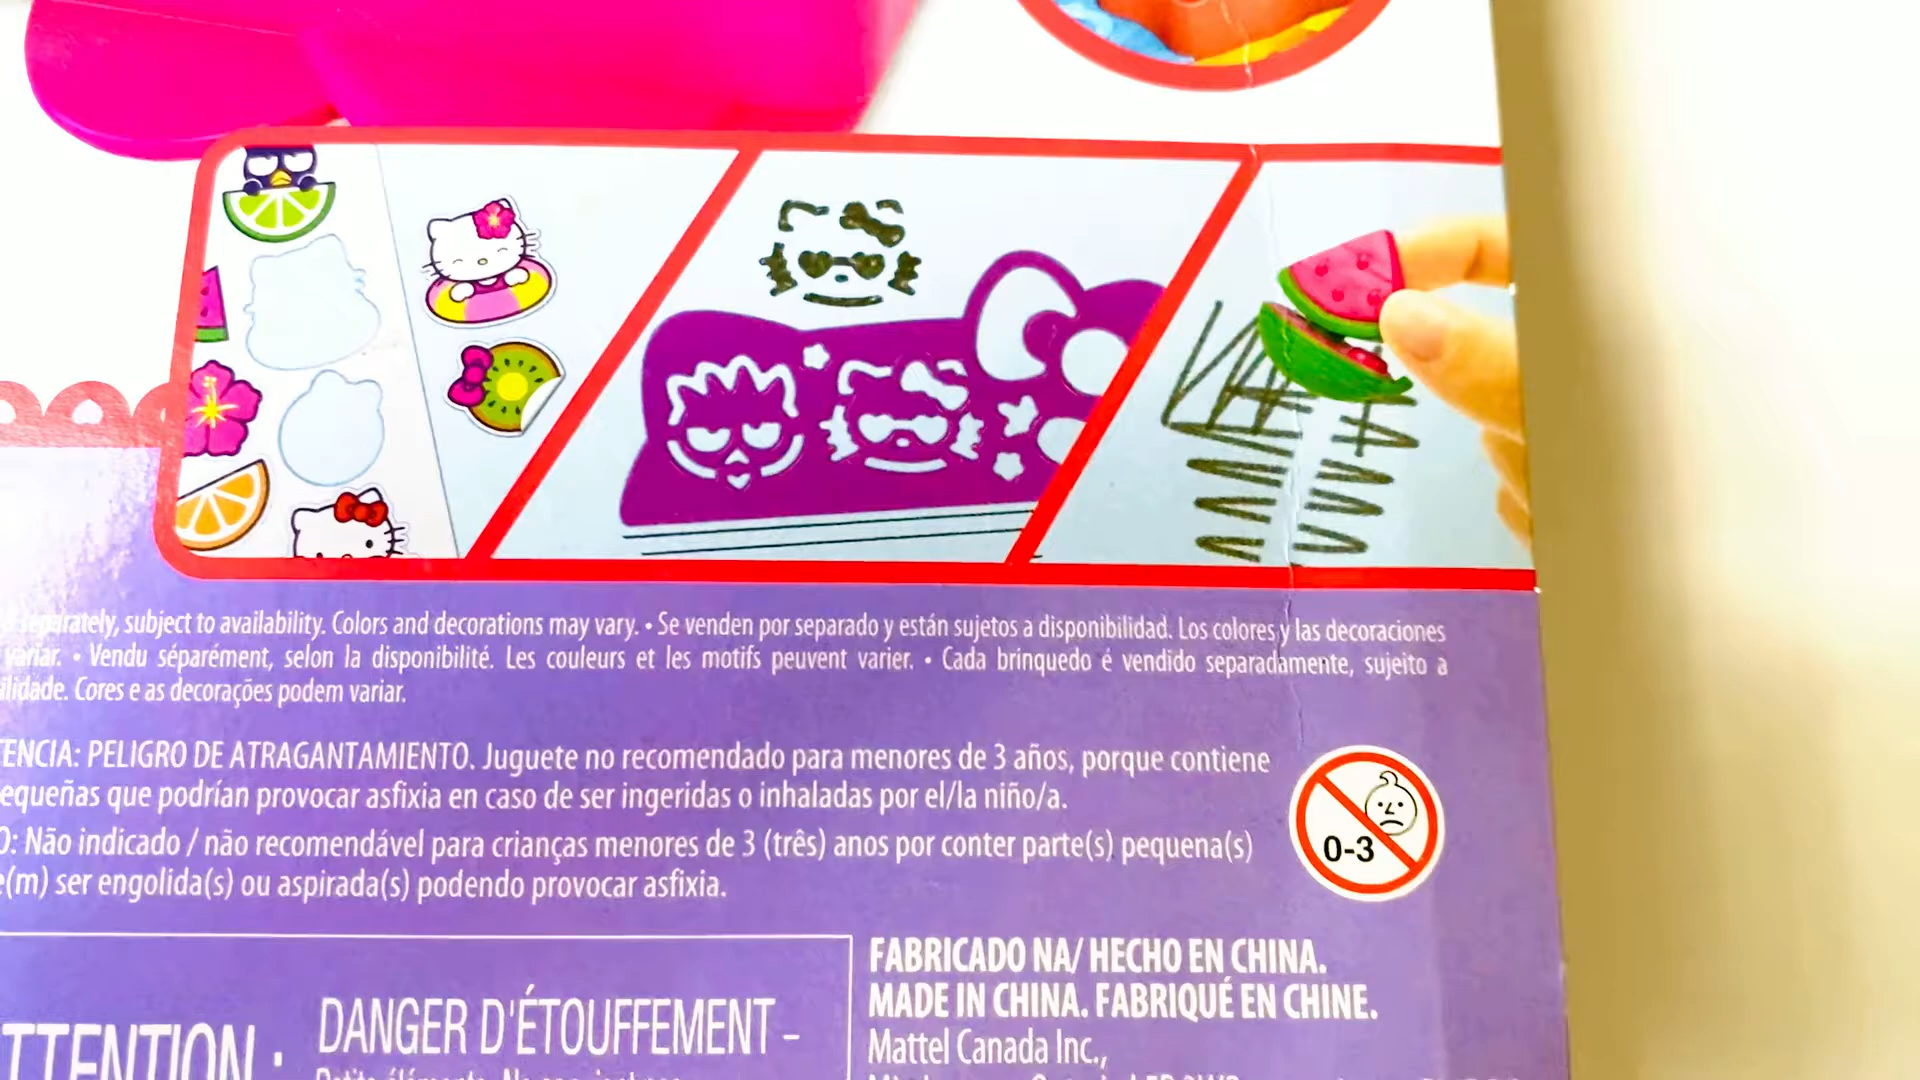 separately, subject to availability. Colors and decorations may vary. • Se venden por separado y están sujetos a disponibilidad. Los colores y las decoraciones
variar. • Vendu séparément, selon la disponibilité. Les couleurs et les motifs peuvent varier. • Cada brinquedo é vendido separadamente, sujeito a
ilidade. Cores e as decorações podem variar.
TENCIA: PELIGRO DE ATRAGANTAMIENTO. Juguete no recomendado para menores de 3 años, porque contiene
equeñas que podrían provocar asfixia en caso de ser ingeridas o inhaladas por el/la niño/a.
O: Não indicado / não recomendável para crianças menores de 3 (três) anos por conter parte(s) pequena(s)
e(m) ser engolida(s) ou aspirada(s) podendo provocar asfixia.
0-3
TTENTION :
DANGER D'ÉTOUFFEMENT -
FABRICADO NA/ HECHO EN CHINA.
MADE IN CHINA. FABRIQUÉ EN CHINE.
Mattel Canada Inc.,